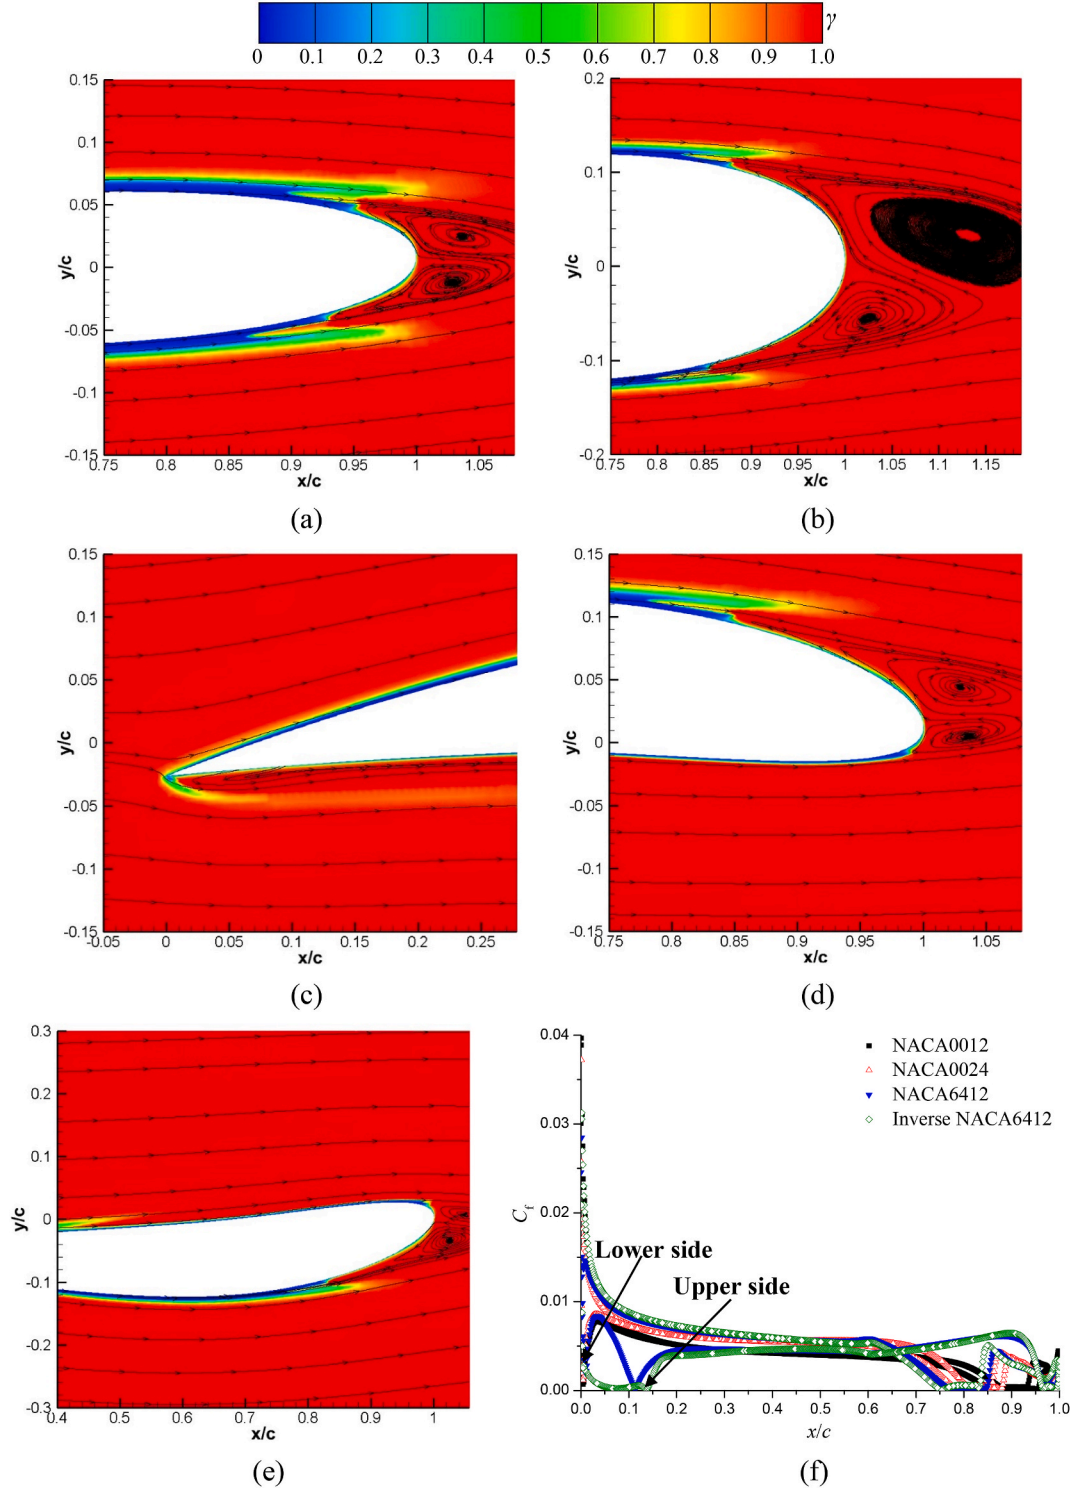 γ
0 0.1 0.2 0.3 0.4 0.5 0.6 0.7 0.8 0.9 1.0
0.15
0.1
0.05
0
-0.05
-0.1
-0.15
y/c
0.75 0.8 0.85 0.9 0.95 1 1.05
x/c
(a)
0.2
0.1
0
-0.1
-0.2
y/c
0.75 0.8 0.85 0.9 0.95 1 1.05 1.1 1.15
x/c
(b)
0.15
0.1
0.05
0
-0.05
-0.1
-0.15
y/c
-0.05 0 0.05 0.1 0.15 0.2 0.25
x/c
(c)
0.15
0.1
0.05
0
-0.05
-0.1
-0.15
y/c
0.75 0.8 0.85 0.9 0.95 1 1.05
x/c
(d)
0.3
0.2
0.1
0
-0.1
-0.2
-0.3
y/c
0.4 0.5 0.6 0.7 0.8 0.9 1
x/c
(e)
0.04
0.03
0.02
0.01
0.00
C_f
NACA0012
NACA0024
NACA6412
Inverse NACA6412
Lower side
Upper side
0.0 0.1 0.2 0.3 0.4 0.5 0.6 0.7 0.8 0.9 1.0
x/c
(f)